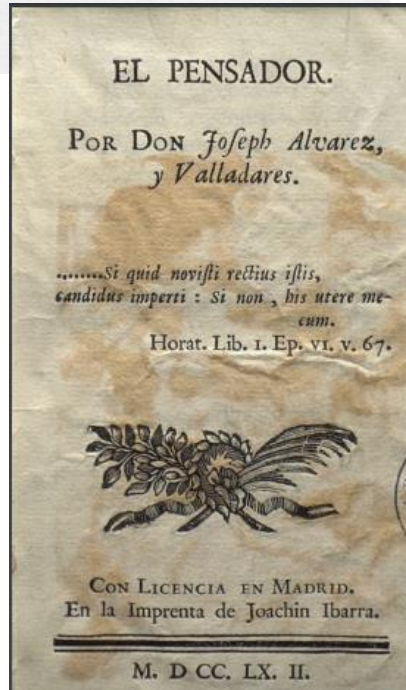 EL PENSADOR.
POR DON Joſeph Alvarez,
y Valladares.
........Si quid noviſti rectius iſtis,
candidus imperti : Si non , his utere me-
cum.
Horat. Lib. I. Ep. VI. v. 67.
CON LICENCIA EN MADRID.
En la Imprenta de Joachin Ibarra.
M. D CC. LX. II.